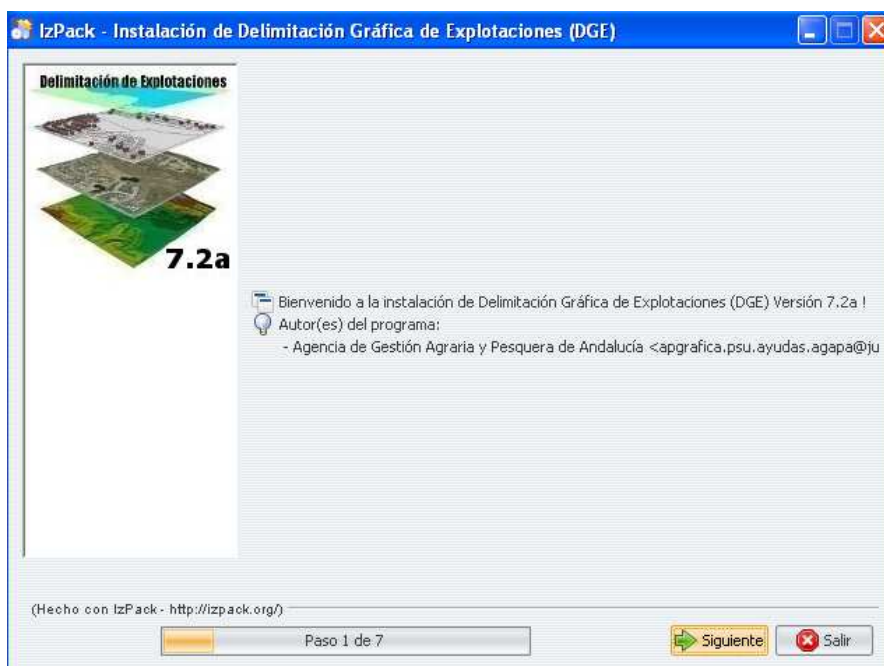 IzPack - Instalación de Delimitación Gráfica de Explotaciones (DGE)
Delimitación de Explotaciones
7.2a
Bienvenido a la instalación de Delimitación Gráfica de Explotaciones (DGE) Versión 7.2a !
Autor(es) del programa:
- Agencia de Gestión Agraria y Pesquera de Andalucía <apgrafica.psu.ayudas.agapa@ju
(Hecho con IzPack - http://izpack.org/)
Paso 1 de 7
Siguiente
Salir